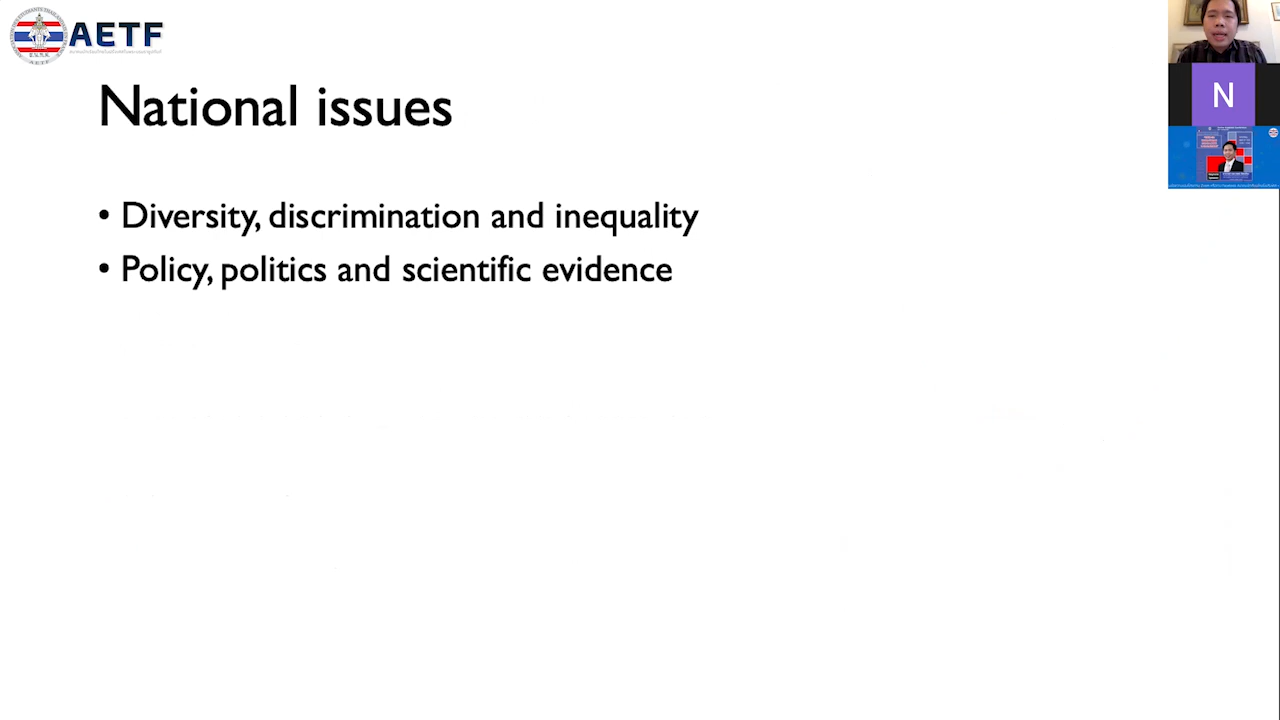 AETF
National issues
• Diversity, discrimination and inequality
• Policy, politics and scientific evidence
N